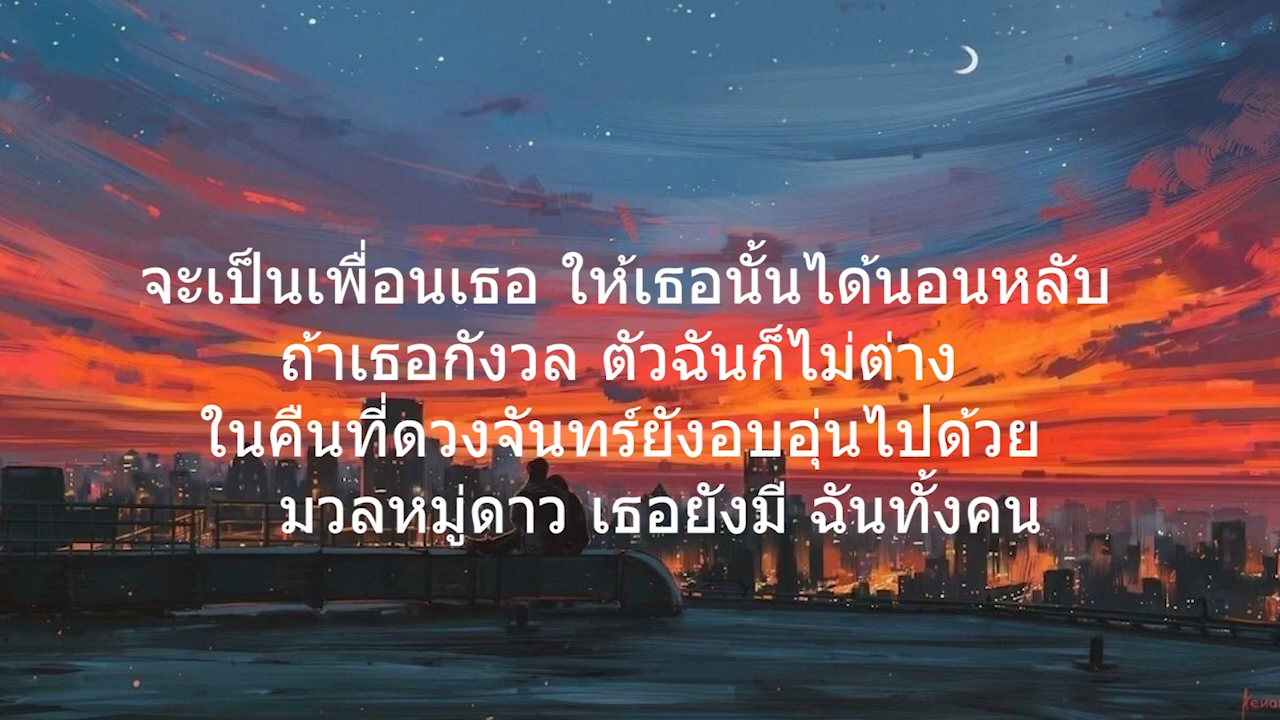 จะเป็นเพื่อนเธอ ให้เธอนั้นได้นอนหลับ
ถ้าเธอกังวล ตัวฉันก็ไม่ต่าง
ในคืนที่ดวงจันทร์ยังอบอุ่นไปด้วย
มวลหมู่ดาว เธอยังมี ฉันทั้งคน